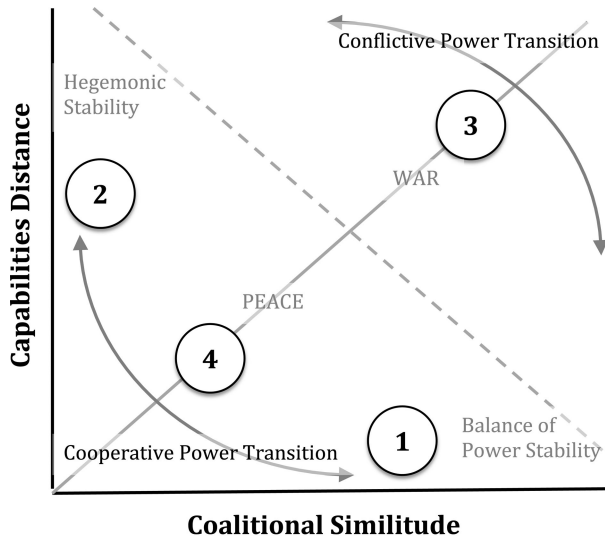 Conflictive Power Transition
Hegemonic
Stability
3
WAR
2
PEACE
4
Cooperative Power Transition
1
Balance of
Power Stability
Capabilities Distance
Coalitional Similitude